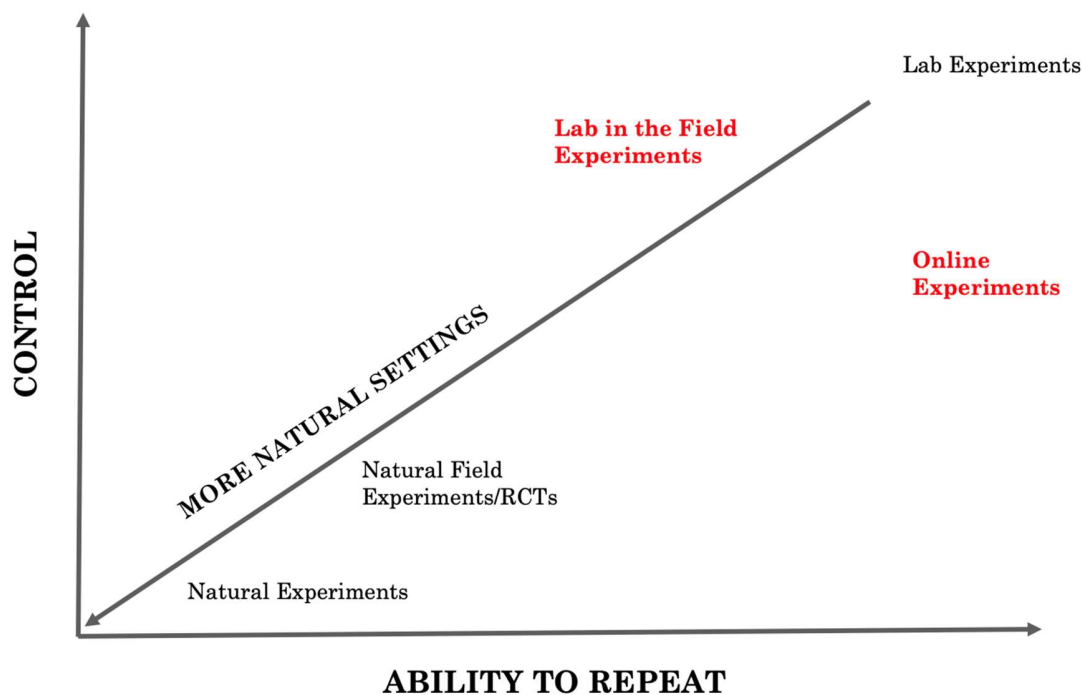 Lab Experiments
Lab in the Field
Experiments
Online
Experiments
CONTROL
MORE NATURAL SETTINGS
Natural Field
Experiments/RCTs
Natural Experiments
ABILITY TO REPEAT